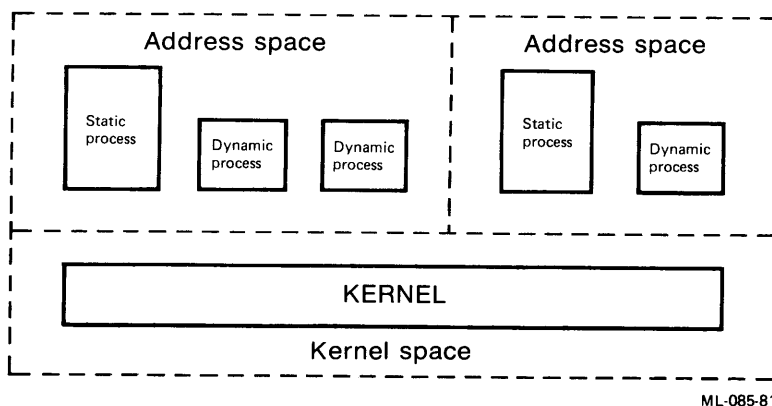 Address space
Static
process
Dynamic
process
Dynamic
process
Address space
Static
process
Dynamic
process
KERNEL
Kernel space
ML-085-81